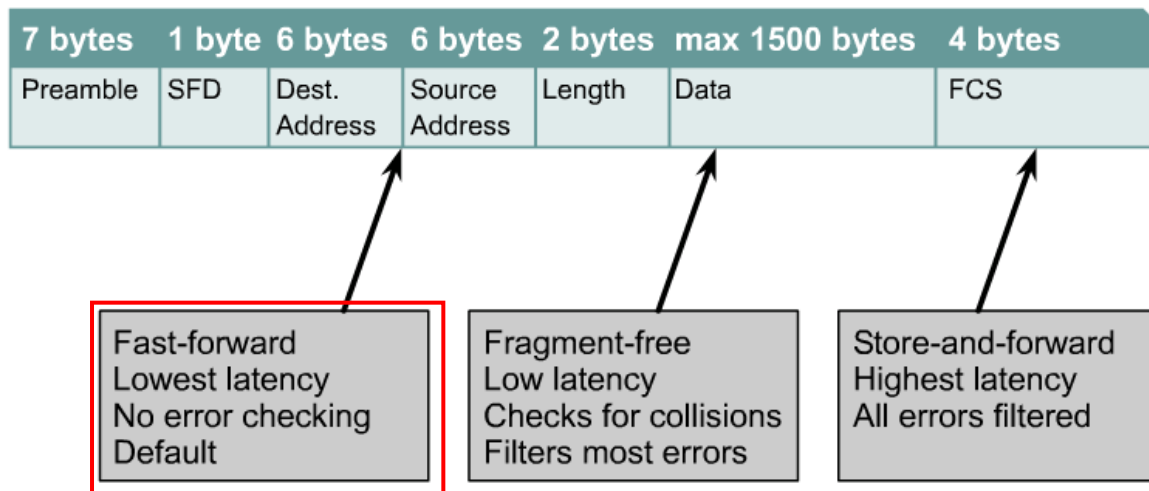 7 bytes 1 byte 6 bytes 6 bytes 2 bytes max 1500 bytes 4 bytes
Preamble SFD Dest. Address Source Address Length Data FCS
Fast-forward
Lowest latency
No error checking
Default
Fragment-free
Low latency
Checks for collisions
Filters most errors
Store-and-forward
Highest latency
All errors filtered